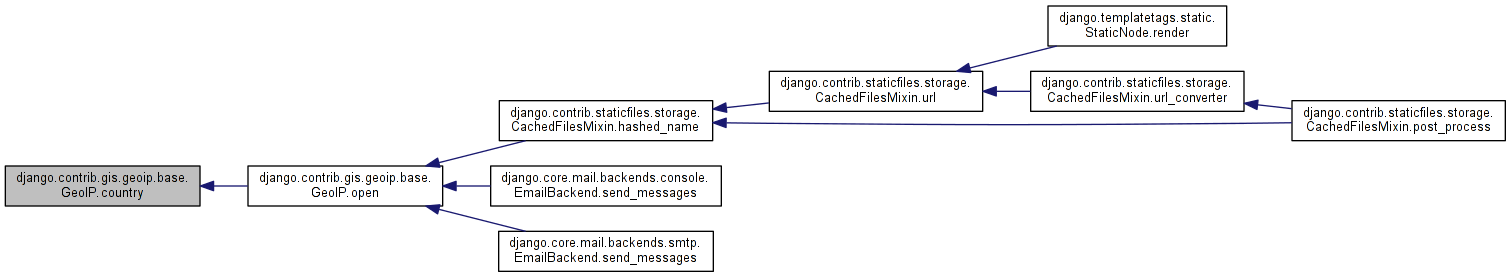 django.templatetags.static.
StaticNode.render
django.contrib.staticfiles.storage.
CachedFilesMixin.url
django.contrib.staticfiles.storage.
CachedFilesMixin.url_converter
django.contrib.staticfiles.storage.
CachedFilesMixin.hashed_name
django.contrib.staticfiles.storage.
CachedFilesMixin.post_process
django.contrib.gis.geoip.base.
GeoIP.country
django.contrib.gis.geoip.base.
GeoIP.open
django.core.mail.backends.console.
EmailBackend.send_messages
django.core.mail.backends.smtp.
EmailBackend.send_messages